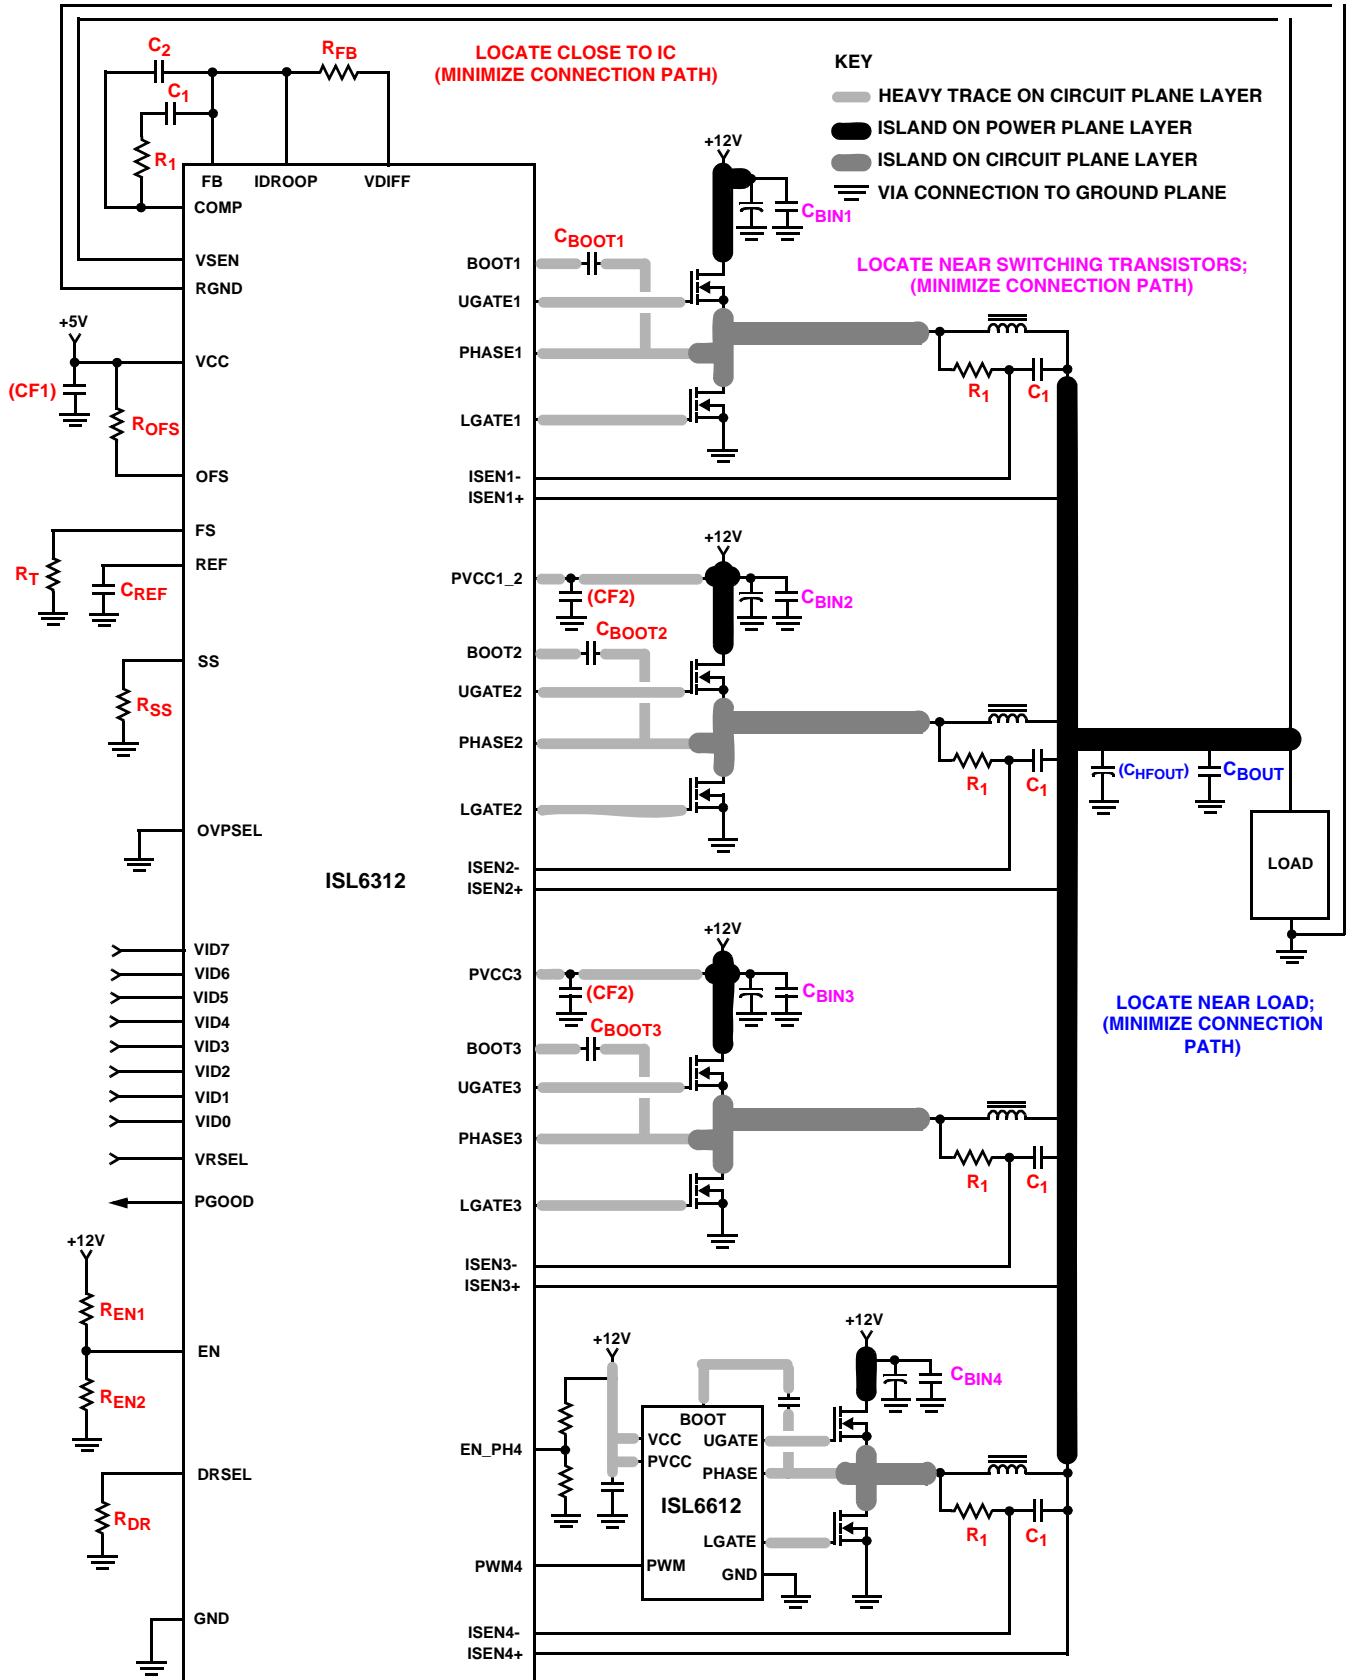 C2
RFB
LOCATE CLOSE TO IC
(MINIMIZE CONNECTION PATH)
C1
R1
KEY
HEAVY TRACE ON CIRCUIT PLANE LAYER
ISLAND ON POWER PLANE LAYER
ISLAND ON CIRCUIT PLANE LAYER
VIA CONNECTION TO GROUND PLANE
+12V
CBIN1
FB
IDROOP
VDIFF
COMP
VSEN
RGND
+5V
VCC
(CF1)
ROFS
OFS
FS
RT
REF
CREF
SS
RSS
OVPSEL
ISL6312
VID7
VID6
VID5
VID4
VID3
VID2
VID1
VID0
VRSEL
PGOOD
+12V
REN1
EN
REN2
DRSEL
RDR
GND
CBOOT1
BOOT1
UGATE1
PHASE1
LGATE1
ISEN1-
ISEN1+
LOCATE NEAR SWITCHING TRANSISTORS;
(MINIMIZE CONNECTION PATH)
R1
C1
+12V
PVCC1_2
(CF2)
CBIN2
CBOOT2
BOOT2
UGATE2
PHASE2
LGATE2
ISEN2-
ISEN2+
R1
C1
(CHFOUT)
CBOUT
LOAD
LOCATE NEAR LOAD;
(MINIMIZE CONNECTION
PATH)
+12V
PVCC3
(CF2)
CBIN3
CBOOT3
BOOT3
UGATE3
PHASE3
LGATE3
ISEN3-
ISEN3+
R1
C1
+12V
+12V
CBIN4
EN_PH4
BOOT
VCC
UGATE
PVCC
PHASE
ISL6612
LGATE
PWM
GND
PWM4
R1
C1
ISEN4-
ISEN4+